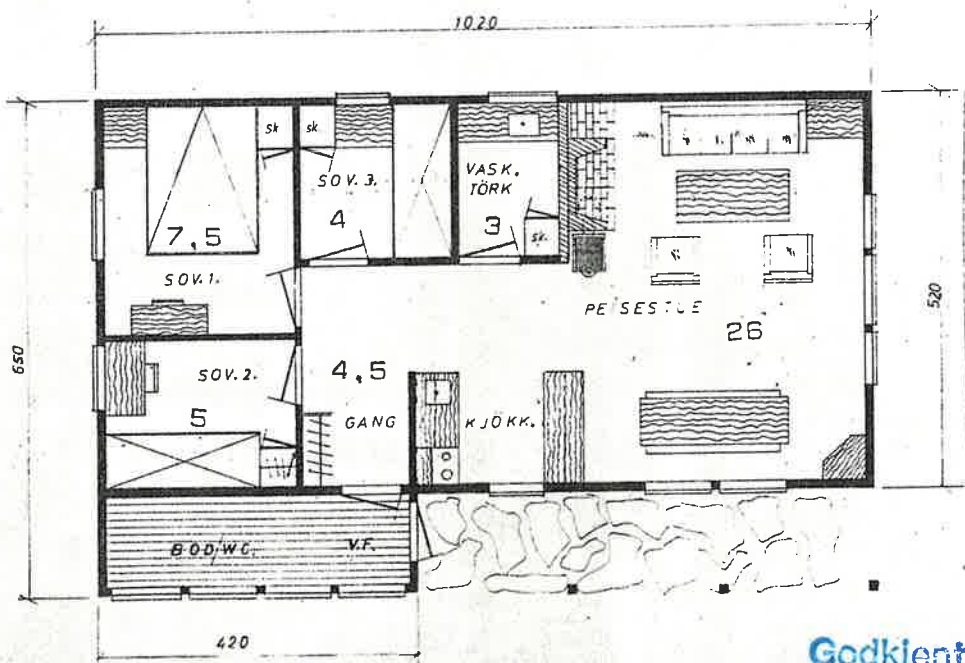 1020
sk
sk
SOV. 3.
4
VASK.
TÖRK
3
sk.
7,5
SOV. 1.
PEISESTUE
26
650
520
SOV. 2.
5
4,5
GANG
KJÖKK.
BOD/WC.
V.F.
420
Godkjent